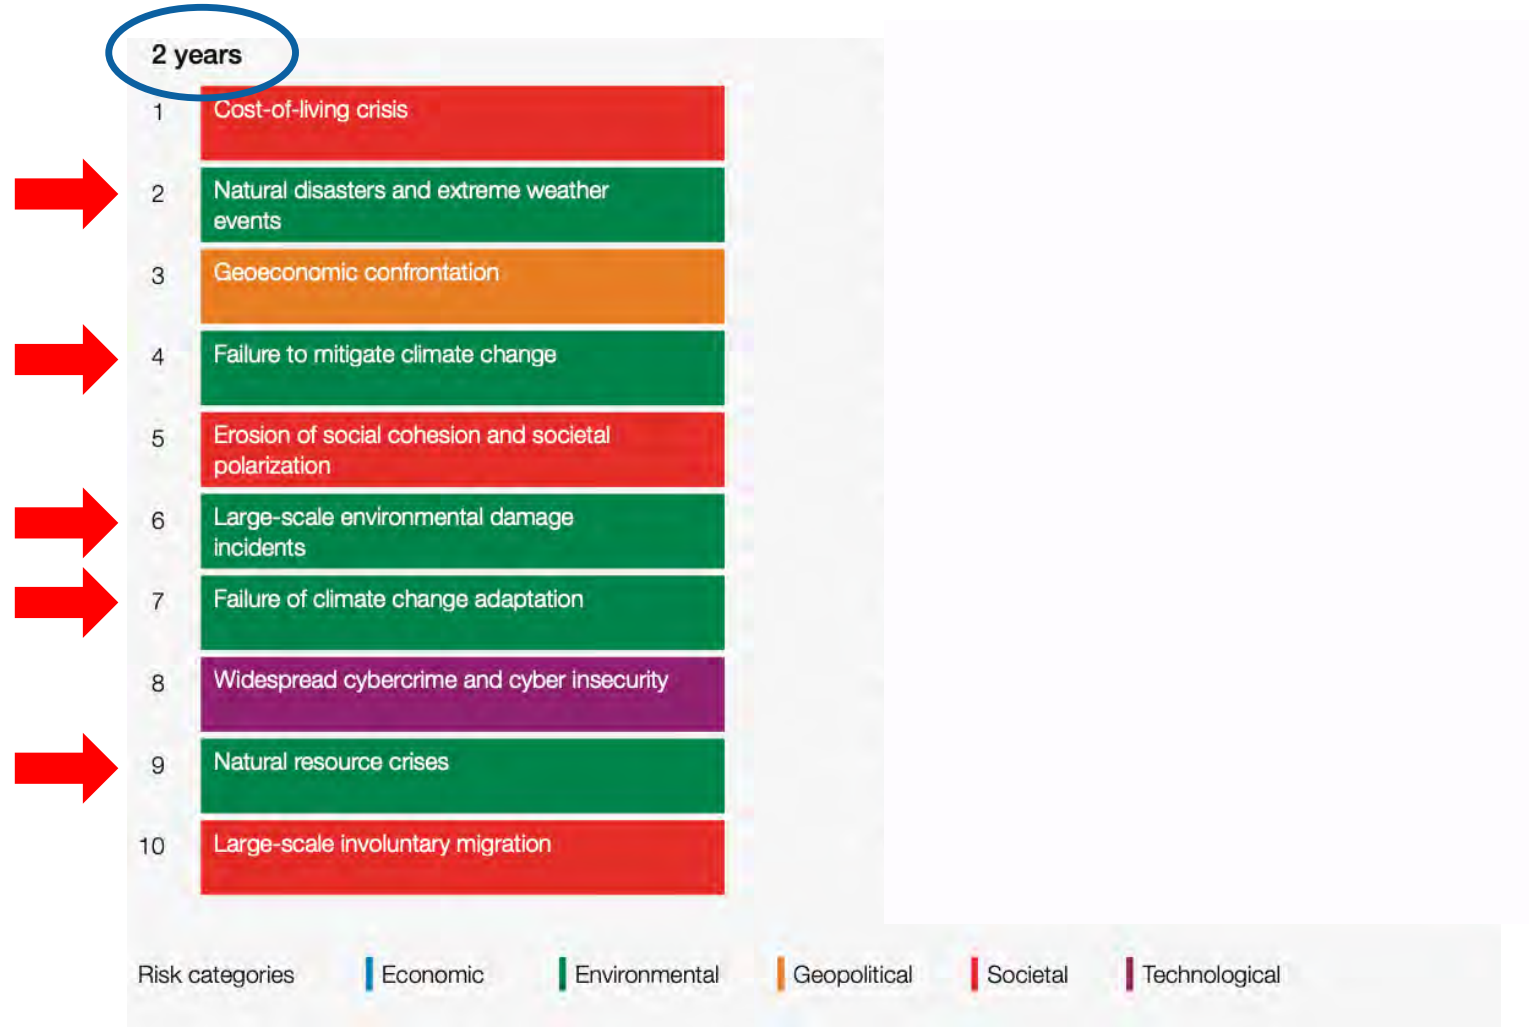 2 years
1 Cost-of-living crisis
2 Natural disasters and extreme weather
events
3 Geoeconomic confrontation
4 Failure to mitigate climate change
5 Erosion of social cohesion and societal
polarization
6 Large-scale environmental damage
incidents
7 Failure of climate change adaptation
8 Widespread cybercrime and cyber insecurity
9 Natural resource crises
10 Large-scale involuntary migration
Risk categories Economic Environmental Geopolitical Societal Technological